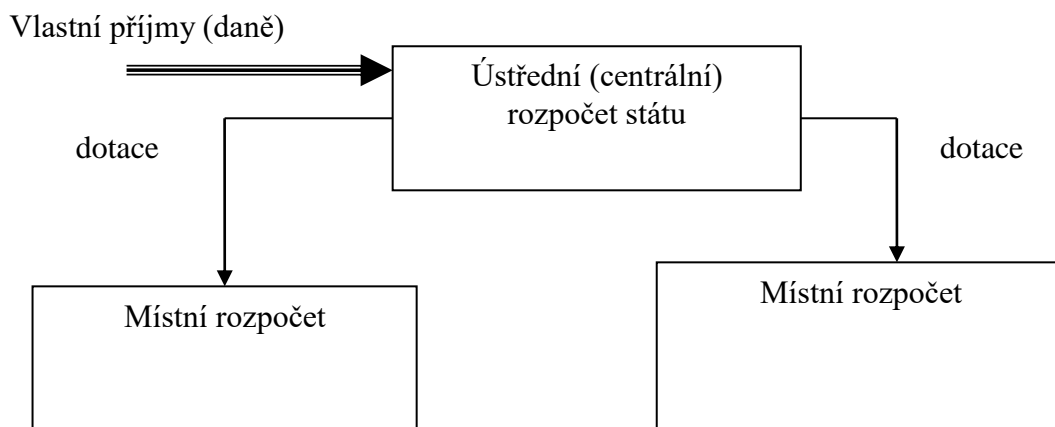 Vlastní příjmy (daně)
Ústřední (centrální)
rozpočet státu
dotace
dotace
Místní rozpočet
Místní rozpočet